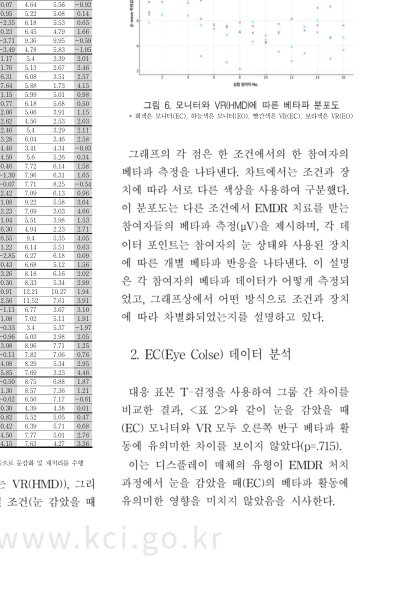 0.07 4.64 5.56 -0.92
0.95 5.22 5.08 0.14
-2.35 6.18 5.53 0.65
0.23 6.45 4.79 1.66
-3.71 9.36 9.95 -0.59
-3.49 4.78 5.83 -1.05
1.17 5.4 3.39 2.01
1.76 5.13 2.67 2.46
6.31 6.08 3.51 2.57
7.64 5.88 1.73 4.15
1.15 5.99 5.01 0.98
0.77 6.18 5.68 0.50
2.06 5.06 3.91 1.15
2.62 4.56 2.53 2.03
2.46 5.4 3.29 2.11
3.28 6.04 3.46 2.58
4.46 3.41 4.34 -0.93
4.59 5.6 5.26 0.34
0.46 7.72 6.14 1.58
-1.30 7.96 6.31 1.65
-0.07 7.71 8.25 -0.54
2.42 7.09 6.13 0.96
1.08 9.22 5.58 3.64
2.23 7.69 3.03 4.66
1.04 5.51 3.98 1.53
6.30 4.94 2.23 2.71
6.55 9.4 5.35 4.05
1.22 6.14 5.51 0.63
-2.85 6.27 6.18 0.09
0.43 6.68 5.12 1.56
3.26 8.18 6.16 2.02
0.50 8.33 5.34 2.99
0.91 12.21 10.27 1.94
2.56 11.52 7.61 3.91
-1.11 6.77 3.67 3.10
1.08 7.02 5.11 1.91
-0.33 3.4 5.37 -1.97
-0.96 5.03 2.98 2.05
3.08 8.96 7.71 1.25
-0.11 7.82 7.06 0.76
4.08 8.29 5.34 2.95
5.85 7.69 3.23 4.46
-0.50 8.75 6.88 1.87
1.30 8.57 7.36 1.21
-0.62 6.56 7.17 -0.61
0.30 4.39 4.38 0.01
0.82 5.52 5.05 0.47
0.42 6.39 5.71 0.68
4.50 7.77 5.01 2.76
4.15 7.63 4.27 3.36
으로 둔감화 및 재처리를 수행
는 VR(HMD)), 그리
조건(눈 감았을 때
2 4 6 8 10 12 14 16
실험 참여자 No.
그림 6. 모니터와 VR(HMD)에 따른 베타파 분포도
* 회색은 모니터(EC), 하늘색은 모니터(EO), 빨간색은 VR(EC), 보라색은 VR(EO)
그래프의 각 점은 한 조건에서의 한 참여자의
베타파 측정을 나타낸다. 차트에서는 조건과 장
치에 따라 서로 다른 색상을 사용하여 구분했다.
이 분포도는 다른 조건에서 EMDR 치료를 받는
참여자들의 베타파 측정(μV)을 제시하며, 각 데
이터 포인트는 참여자의 눈 상태와 사용된 장치
에 따른 개별 베타파 반응을 나타낸다. 이 설명
은 각 참여자의 베타파 데이터가 어떻게 측정되
었고, 그래프상에서 어떤 방식으로 조건과 장치
에 따라 차별화되었는지를 설명하고 있다.
2. EC(Eye Colse) 데이터 분석
대응 표본 T-검정을 사용하여 그룹 간 차이를
비교한 결과, <표 2>와 같이 눈을 감았을 때
(EC) 모니터와 VR 모두 오른쪽 반구 베타파 활
동에 유의미한 차이를 보이지 않았다(p=.715).
이는 디스플레이 매체의 유형이 EMDR 처치
과정에서 눈을 감았을 때(EC)의 베타파 활동에
유의미한 영향을 미치지 않았음을 시사한다.
www.kci.go.kr